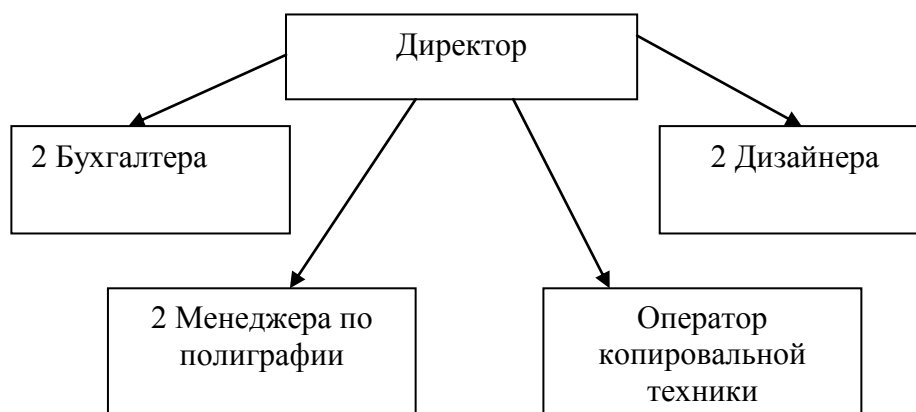 Директор
2 Бухгалтера
2 Дизайнера
2 Менеджера по
полиграфии
Оператор
копировальной
техники